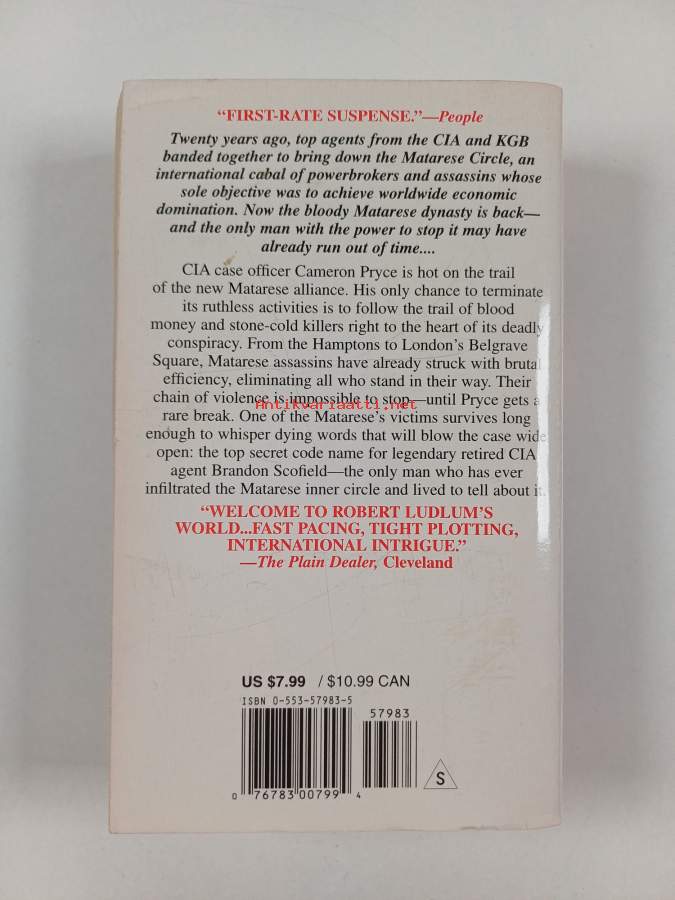 “FIRST-RATE SUSPENSE.”—People
Twenty years ago, top agents from the CIA and KGB
banded together to bring down the Matarese Circle, an
international cabal of powerbrokers and assassins whose
sole objective was to achieve worldwide economic
domination. Now the bloody Matarese dynasty is back—
and the only man with the power to stop it may have
already run out of time....
CIA case officer Cameron Pryce is hot on the trail
of the new Matarese alliance. His only chance to terminate
its ruthless activities is to follow the trail of blood
money and stone-cold killers right to the heart of its deadly
conspiracy. From the Hamptons to London’s Belgrave
Square, Matarese assassins have already struck with brutal
efficiency, eliminating all who stand in their way. Their
chain of violence is impossible to stop—until Pryce gets a
Antikvariaatti.net
rare break. One of the Matarese’s victims survives long
enough to whisper dying words that will blow the case wide
open: the top secret code name for legendary retired CIA
agent Brandon Scofield—the only man who has ever
infiltrated the Matarese inner circle and lived to tell about it.
“WELCOME TO ROBERT LUDLUM’S
WORLD...FAST PACING, TIGHT PLOTTING,
INTERNATIONAL INTRIGUE.”
—The Plain Dealer, Cleveland
US $7.99 / $10.99 CAN
ISBN 0-553-57983-5
57983
0 76783 00799 4
S